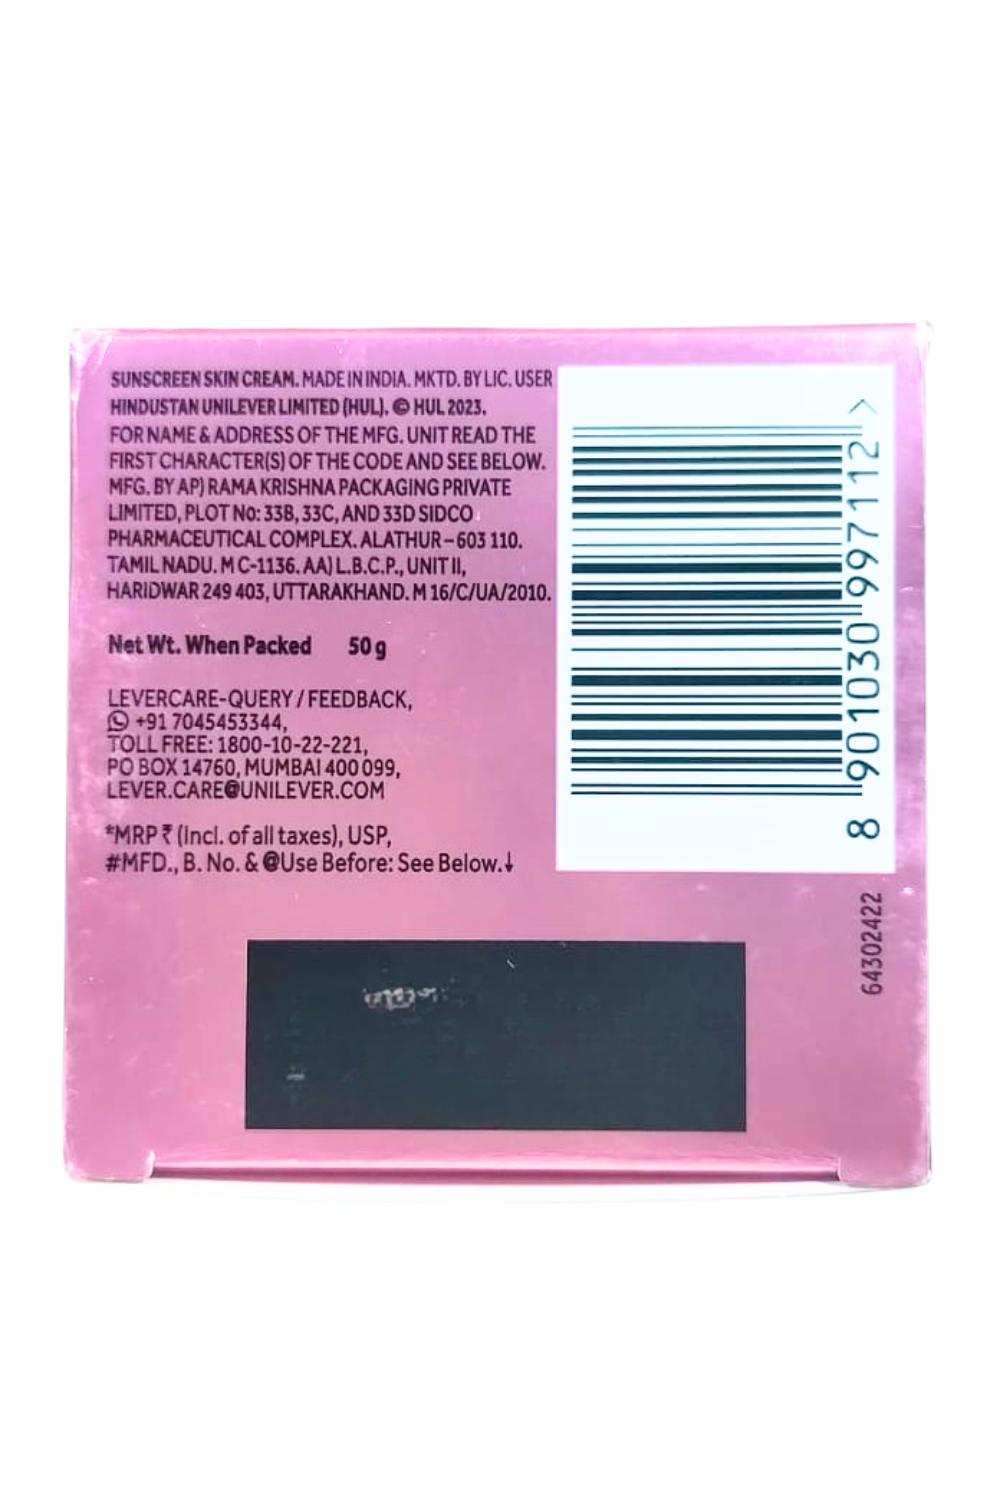 SUNSCREEN SKIN CREAM. MADE IN INDIA. MKTD. BY LIC. USER
HINDUSTAN UNILEVER LIMITED (HUL). © HUL 2023.
FOR NAME & ADDRESS OF THE MFG. UNIT READ THE
FIRST CHARACTER(S) OF THE CODE AND SEE BELOW.
MFG. BY AP) RAMA KRISHNA PACKAGING PRIVATE
LIMITED, PLOT No: 33B, 33C, AND 33D SIDCO
PHARMACEUTICAL COMPLEX. ALATHUR – 603 110.
TAMIL NADU. M C-1136. AA) L.B.C.P., UNIT II,
HARIDWAR 249 403, UTTARAKHAND. M 16/C/UA/2010.
Net Wt. When Packed 50 g
LEVERCARE-QUERY / FEEDBACK,
+91 7045453344,
TOLL FREE: 1800-10-22-221,
PO BOX 14760, MUMBAI 400 099,
LEVER.CARE@UNILEVER.COM
*MRP ₹ (Incl. of all taxes), USP,
#MFD., B. No. & @Use Before: See Below.↓
8 901030 997112 >
64302422